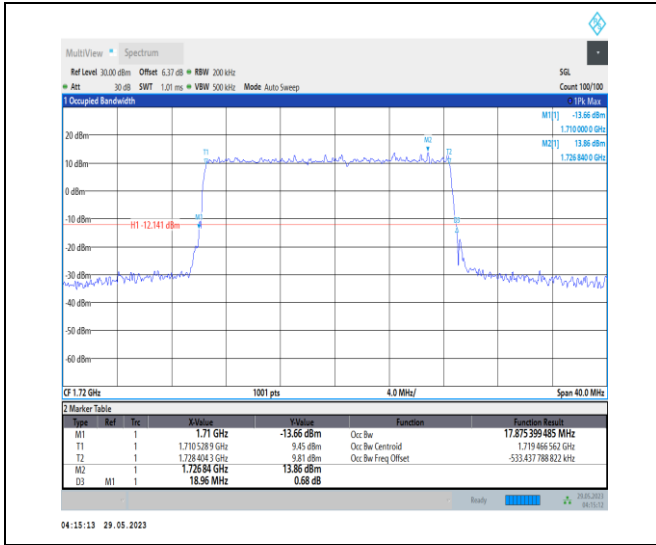 MultiView Spectrum
Ref Level 30.00 dBm Offset 6.37 dB RBW 200 kHz SGL
Att 30 dB SWT 1.01 ms VBW 500 kHz Mode Auto Sweep Count 100/100
1 Occupied Bandwidth 1Pk Max
M1[1] -13.66 dBm
1.710 000 0 GHz
M2[1] 13.86 dBm
1.726 840 0 GHz
20 dBm
M2
T1 T2
10 dBm
0 dBm
-10 dBm
M1 D3
H1 -12.141 dBm
-20 dBm
-30 dBm
-40 dBm
-50 dBm
-60 dBm
CF 1.72 GHz 1001 pts 4.0 MHz/ Span 40.0 MHz
2 Marker Table
Type Ref Trc X-Value Y-Value Function Function Result
M1 1 1.71 GHz -13.66 dBm Occ Bw 17.875 399 485 MHz
T1 1 1.710 528 9 GHz 9.45 dBm Occ Bw Centroid 1.719 466 562 GHz
T2 1 1.728 404 3 GHz 9.81 dBm Occ Bw Freq Offset -533.437 788 822 kHz
M2 1 1.726 84 GHz 13.86 dBm
D3 M1 1 18.96 MHz 0.68 dB
Ready 29.05.2023
04:15:12
04:15:13 29.05.2023